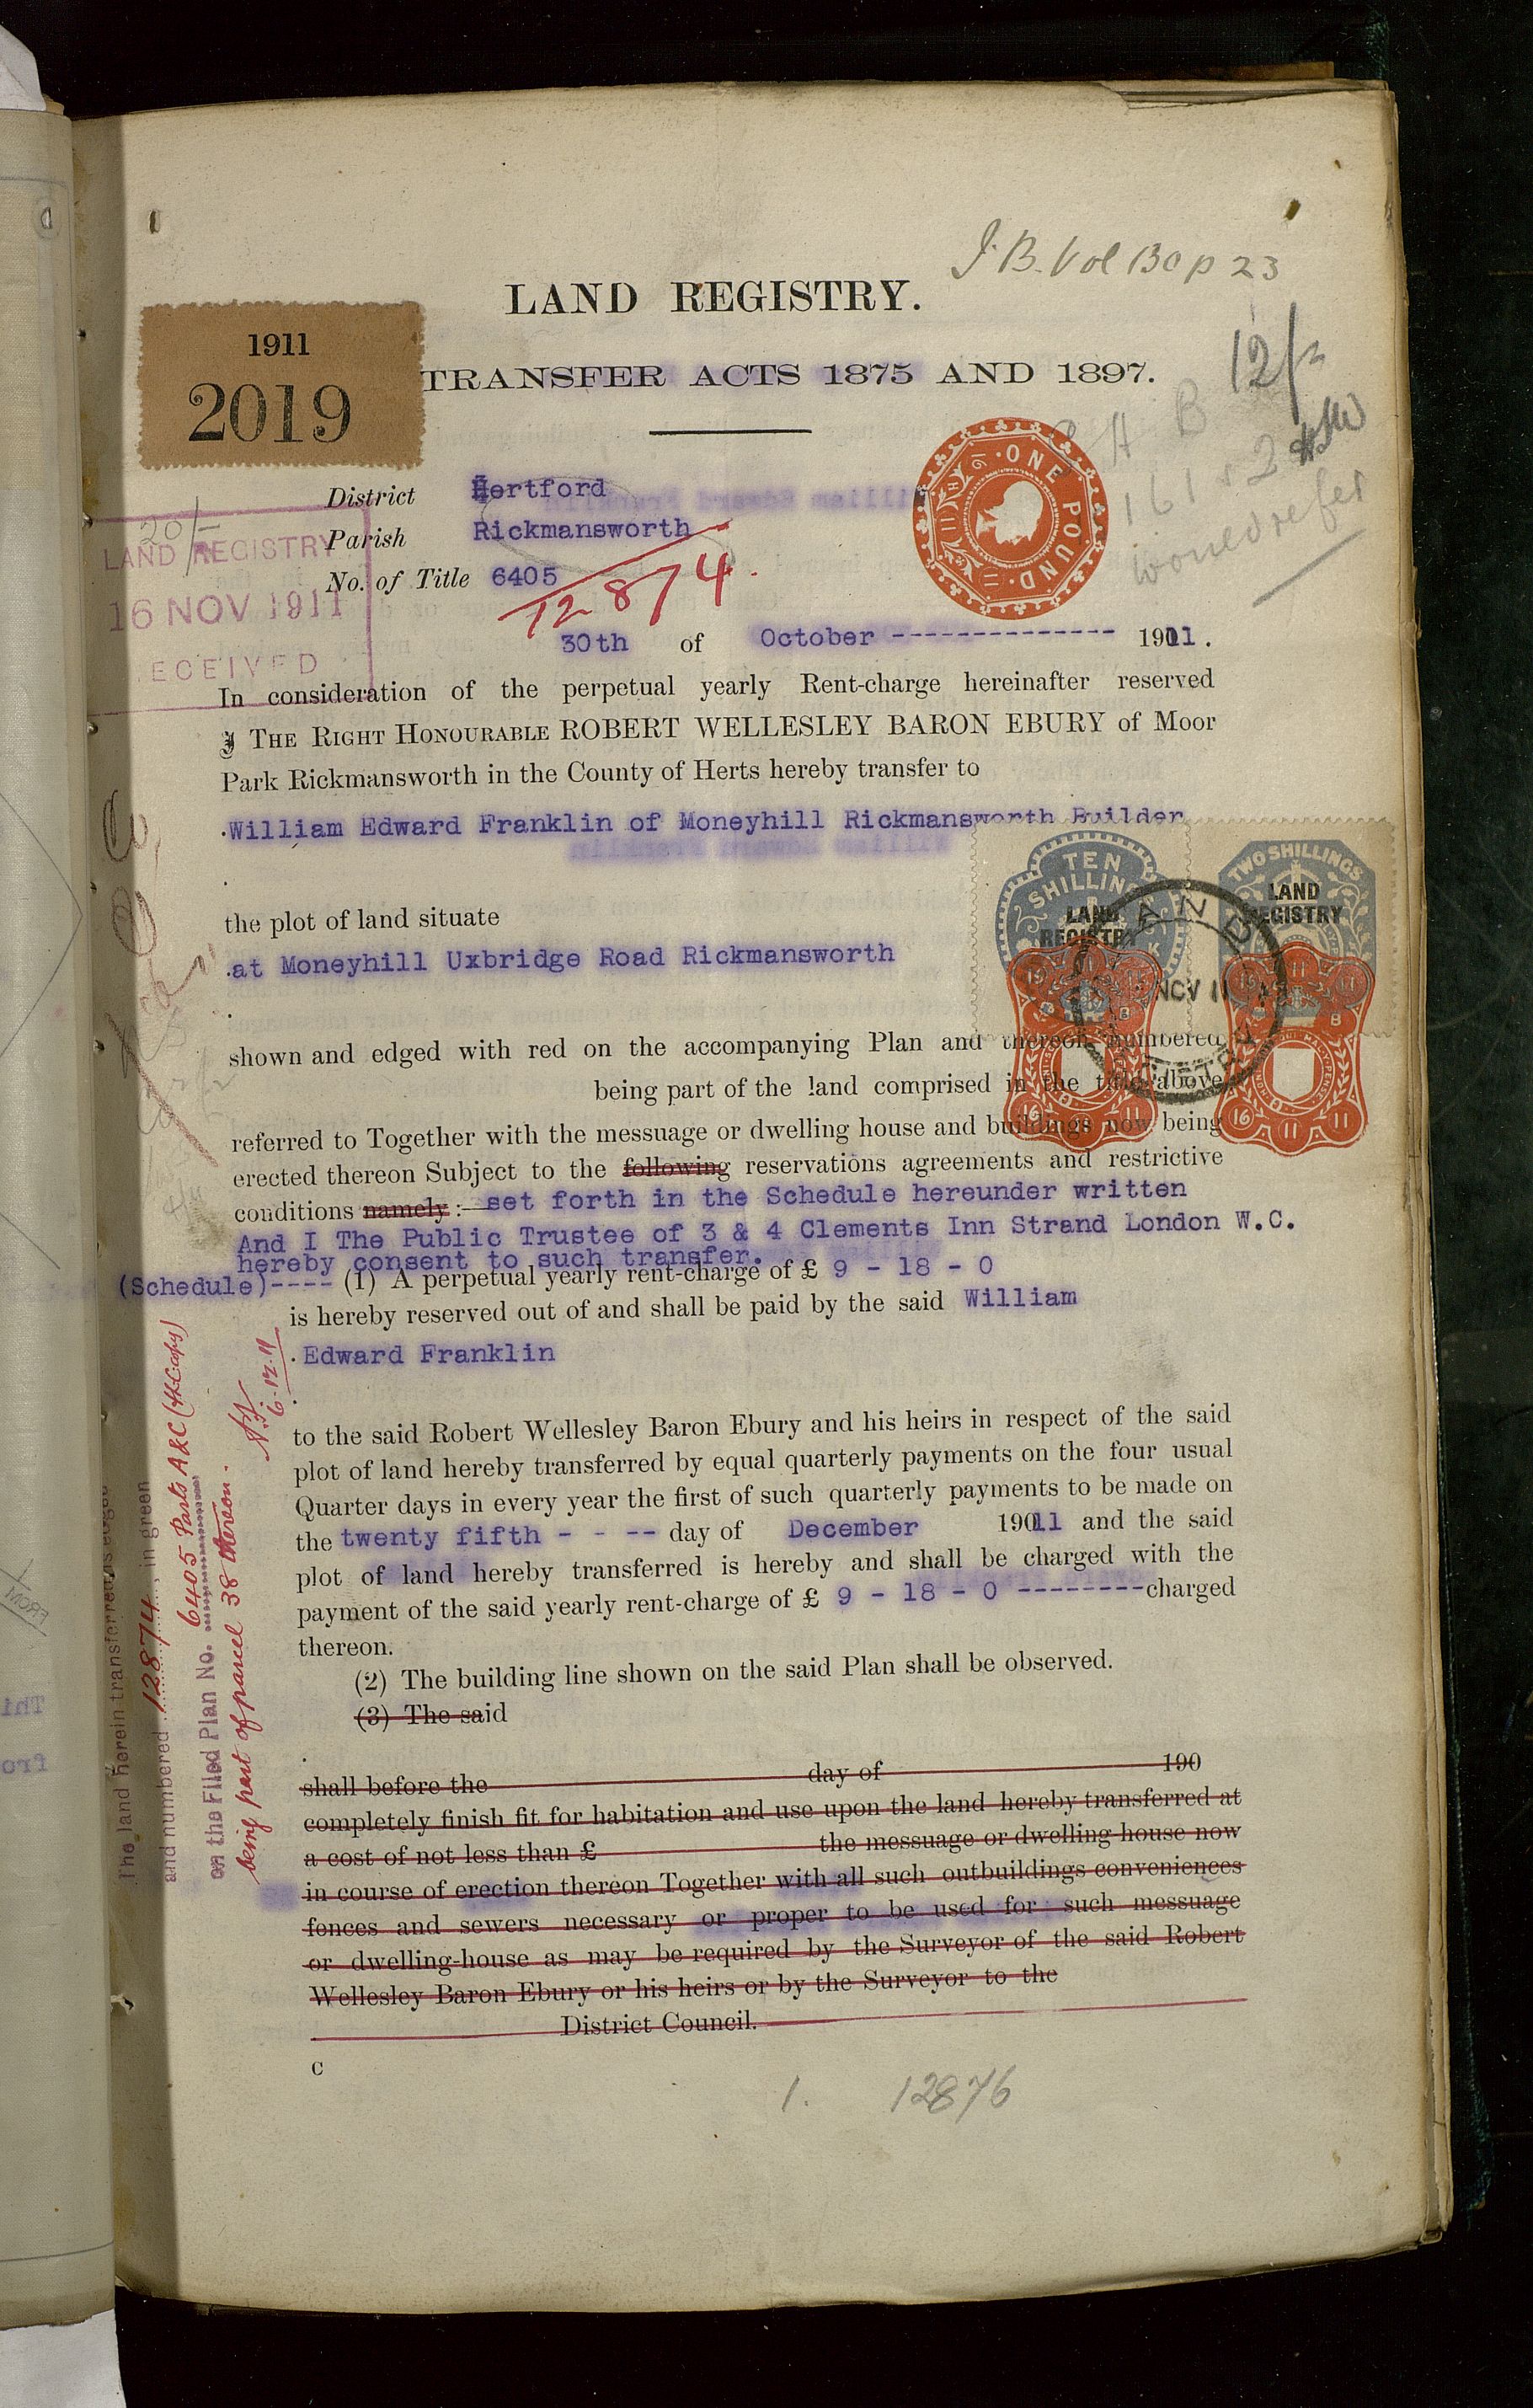 J.B. Vol 130 p 23
LAND REGISTRY.
1911
2019
TRANSFER ACTS 1875 AND 1897.
12/-
District Hertford
Parish Rickmansworth
No. of Title 6405
12874.
ONE POUND
would refer
20/-
LAND REGISTRY
16 NOV 1911
RECEIVED
30th of October --------------- 1911.
In consideration of the perpetual yearly Rent-charge hereinafter reserved
I THE RIGHT HONOURABLE ROBERT WELLESLEY BARON EBURY of Moor
Park Rickmansworth in the County of Herts hereby transfer to
William Edward Franklin of Moneyhill Rickmansworth Builder
the plot of land situate
at Moneyhill Uxbridge Road Rickmansworth
TEN SHILLINGS
LAND REGISTRY
TWO SHILLINGS
LAND REGISTRY
NOV 11
shown and edged with red on the accompanying Plan and thereon numbered
being part of the land comprised in the title above
referred to Together with the messuage or dwelling house and buildings now being
erected thereon Subject to the following reservations agreements and restrictive
conditions namely :— set forth in the Schedule hereunder written
And I The Public Trustee of 3 & 4 Clements Inn Strand London W.C.
hereby consent to such transfer.
(Schedule)---- (1) A perpetual yearly rent-charge of £ 9 - 18 - 0
is hereby reserved out of and shall be paid by the said William
Edward Franklin
to the said Robert Wellesley Baron Ebury and his heirs in respect of the said
plot of land hereby transferred by equal quarterly payments on the four usual
Quarter days in every year the first of such quarterly payments to be made on
the twenty fifth - - -- day of December 1911 and the said
plot of land hereby transferred is hereby and shall be charged with the
payment of the said yearly rent-charge of £ 9 - 18 - 0 --------charged
thereon.
(2) The building line shown on the said Plan shall be observed.
(3) The said
shall before the day of 190
completely finish fit for habitation and use upon the land hereby transferred at
a cost of not less than £ the messuage or dwelling-house now
in course of erection thereon Together with all such outbuildings conveniences
fences and sewers necessary or proper to be used for such messuage
or dwelling-house as may be required by the Surveyor of the said Robert
Wellesley Baron Ebury or his heirs or by the Surveyor to the
District Council.
C
1. 12876
The land herein transferred is edged
and numbered 12874, in green
on the Filed Plan No. 6405 Parts A & C
being part of parcel 38 thereon.
6.12.11